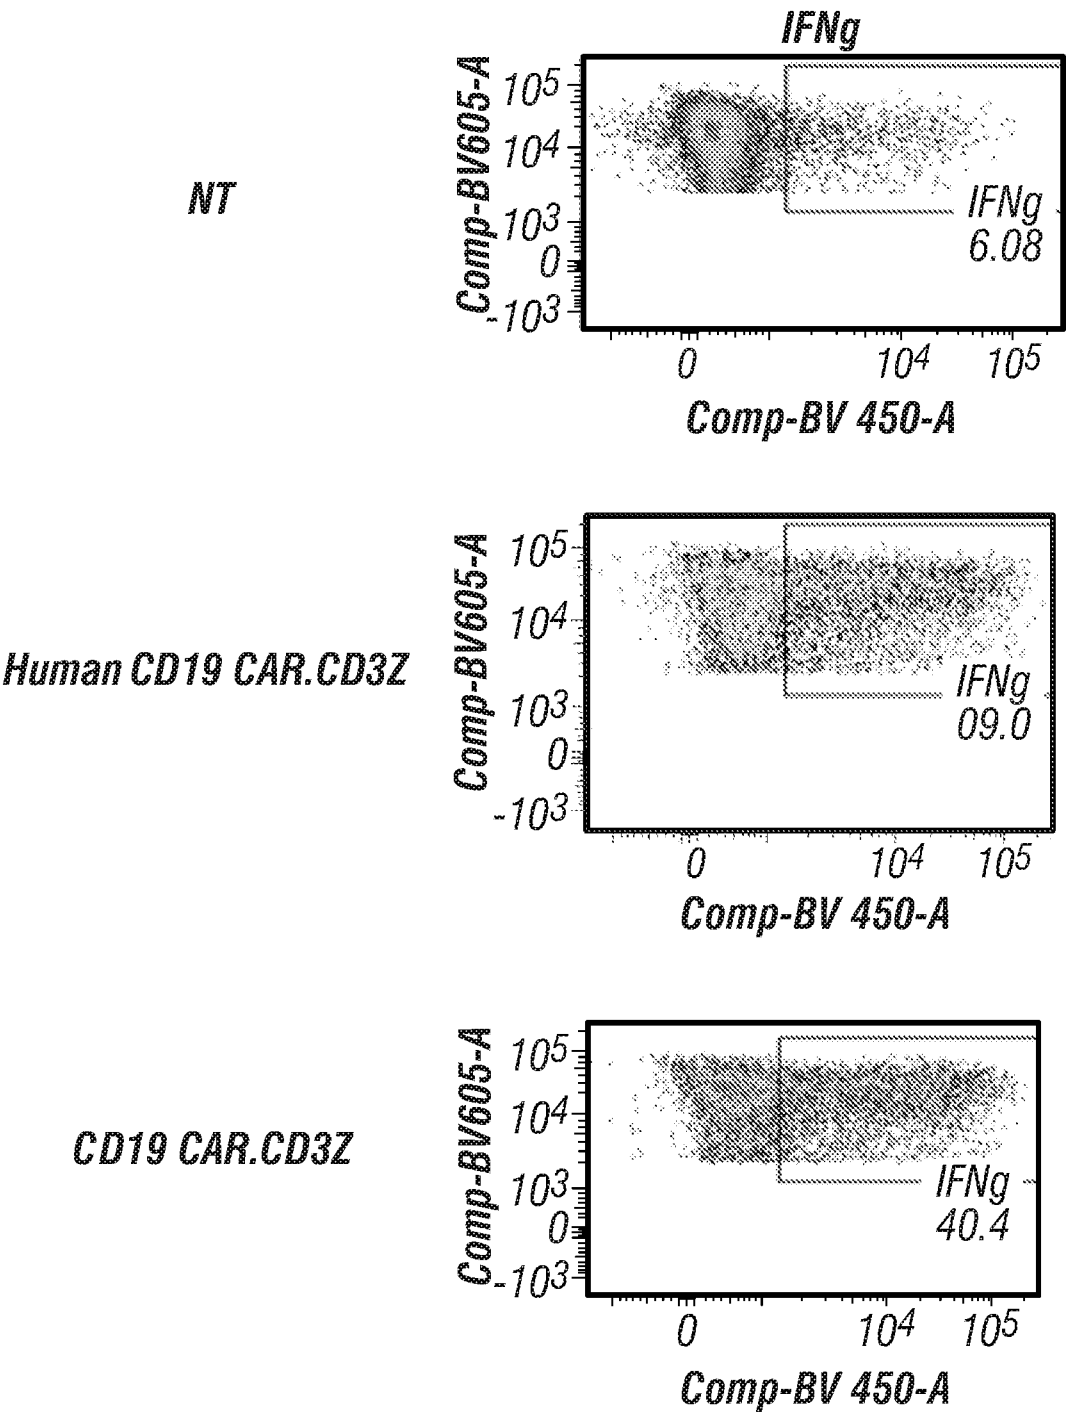 IFNg
NT
Comp-BV605-A
10⁵
10⁴
10³
0
-10³
IFNg
6.08
0 10⁴ 10⁵
Comp-BV 450-A
Human CD19 CAR.CD3Z
Comp-BV605-A
10⁵
10⁴
10³
0
-10³
IFNg
09.0
0 10⁴ 10⁵
Comp-BV 450-A
CD19 CAR.CD3Z
Comp-BV605-A
10⁵
10⁴
10³
0
-10³
IFNg
40.4
0 10⁴ 10⁵
Comp-BV 450-A